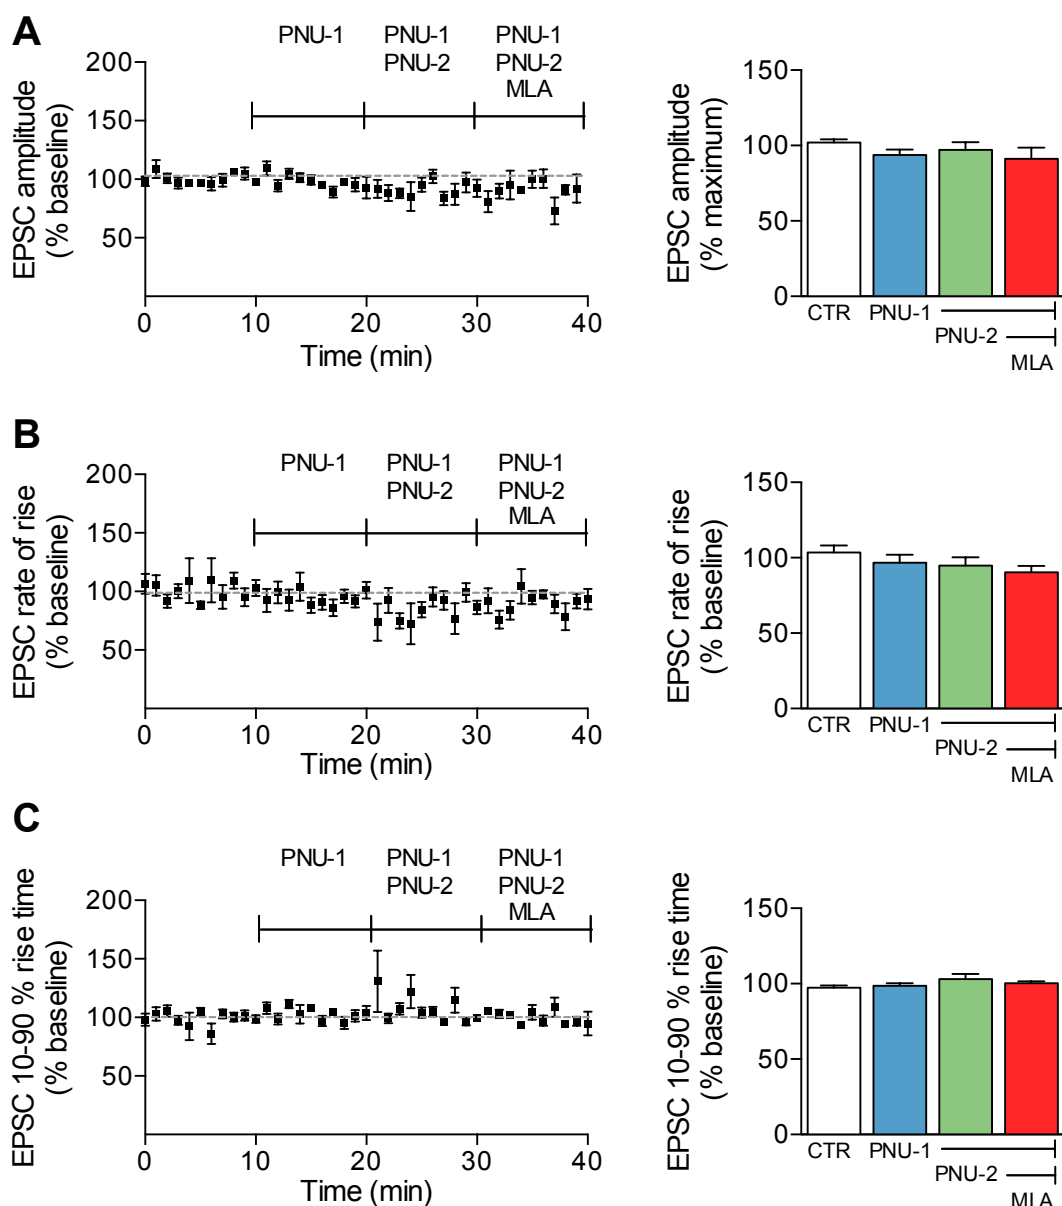 A
PNU-1
PNU-1
PNU-2
PNU-1
PNU-2
MLA
EPSC amplitude
(% baseline)
200
150
100
50
0
10
20
30
40
Time (min)
EPSC amplitude
(% maximum)
150
100
50
0
CTR
PNU-1
PNU-2
MLA
B
PNU-1
PNU-1
PNU-2
PNU-1
PNU-2
MLA
EPSC rate of rise
(% baseline)
200
150
100
50
0
10
20
30
40
Time (min)
EPSC rate of rise
(% baseline)
150
100
50
0
CTR
PNU-1
PNU-2
MLA
C
PNU-1
PNU-1
PNU-2
PNU-1
PNU-2
MLA
EPSC 10-90 % rise time
(% baseline)
200
150
100
50
0
10
20
30
40
Time (min)
EPSC 10-90 % rise time
(% baseline)
150
100
50
0
CTR
PNU-1
PNU-2
MLA